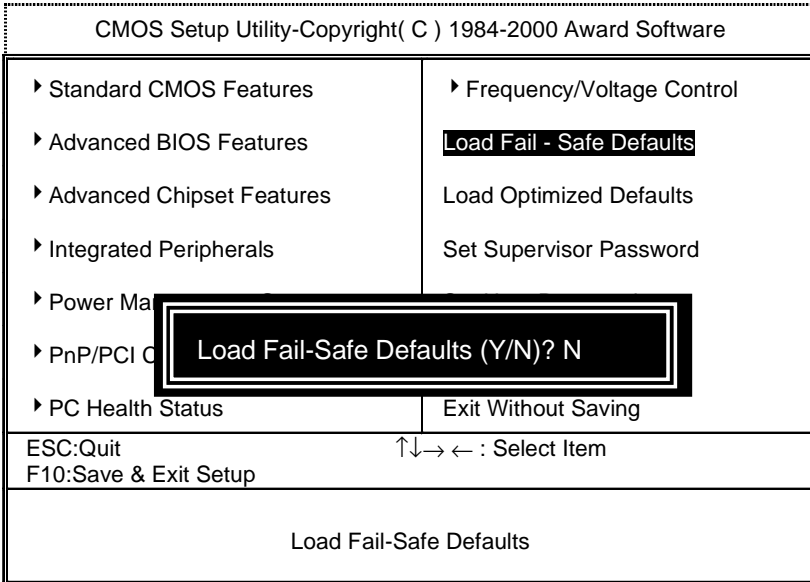 CMOS Setup Utility-Copyright( C ) 1984-2000 Award Software
Standard CMOS Features
Advanced BIOS Features
Advanced Chipset Features
Integrated Peripherals
Power
PnP/PCI
PC Health Status
Frequency/Voltage Control
Load Fail - Safe Defaults
Load Optimized Defaults
Set Supervisor Password
Exit Without Saving
Load Fail-Safe Defaults (Y/N)? N
ESC:Quit ↑↓→ ← : Select Item
F10:Save & Exit Setup
Load Fail-Safe Defaults